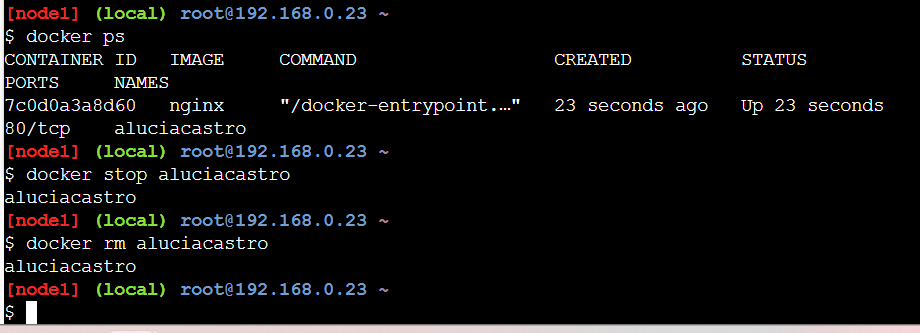 [node1] (local) root@192.168.0.23 ~
$ docker ps
CONTAINER ID   IMAGE     COMMAND                  CREATED          STATUS
PORTS     NAMES
7c0d0a3a8d60   nginx     "/docker-entrypoint.…"   23 seconds ago   Up 23 seconds
80/tcp    aluciacastro
[node1] (local) root@192.168.0.23 ~
$ docker stop aluciacastro
aluciacastro
[node1] (local) root@192.168.0.23 ~
$ docker rm aluciacastro
aluciacastro
[node1] (local) root@192.168.0.23 ~
$